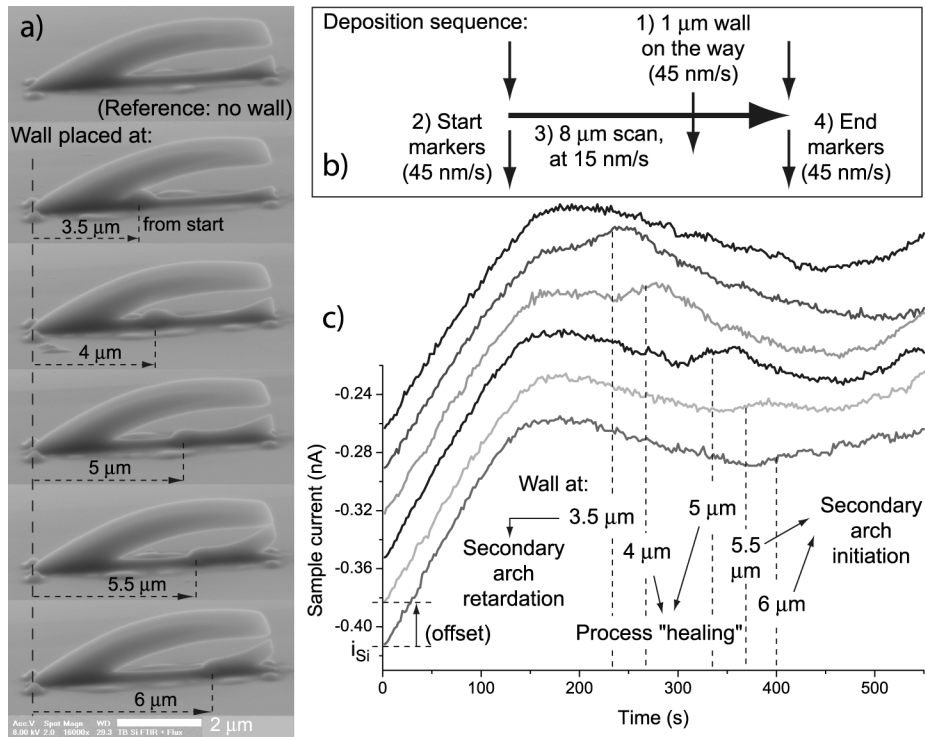 a)
(Reference: no wall)
Wall placed at:
3.5 μm
from start
4 μm
5 μm
5.5 μm
6 μm
Acc.V Spot Magn WD
8.00 kV 2.0 16000x 29.3 TB Si FTIR + Flux
2 μm
Deposition sequence:
1) 1 μm wall
on the way
(45 nm/s)
2) Start
markers
(45 nm/s)
3) 8 μm scan,
at 15 nm/s
4) End
markers
(45 nm/s)
b)
c)
Sample current (nA)
-0.24
-0.28
-0.32
-0.36
-0.40
iSi
(offset)
Wall at:
3.5 μm
Secondary
arch
retardation
4 μm
5 μm
Process "healing"
5.5
μm
6 μm
Secondary
arch
initiation
0 100 200 300 400 500
Time (s)